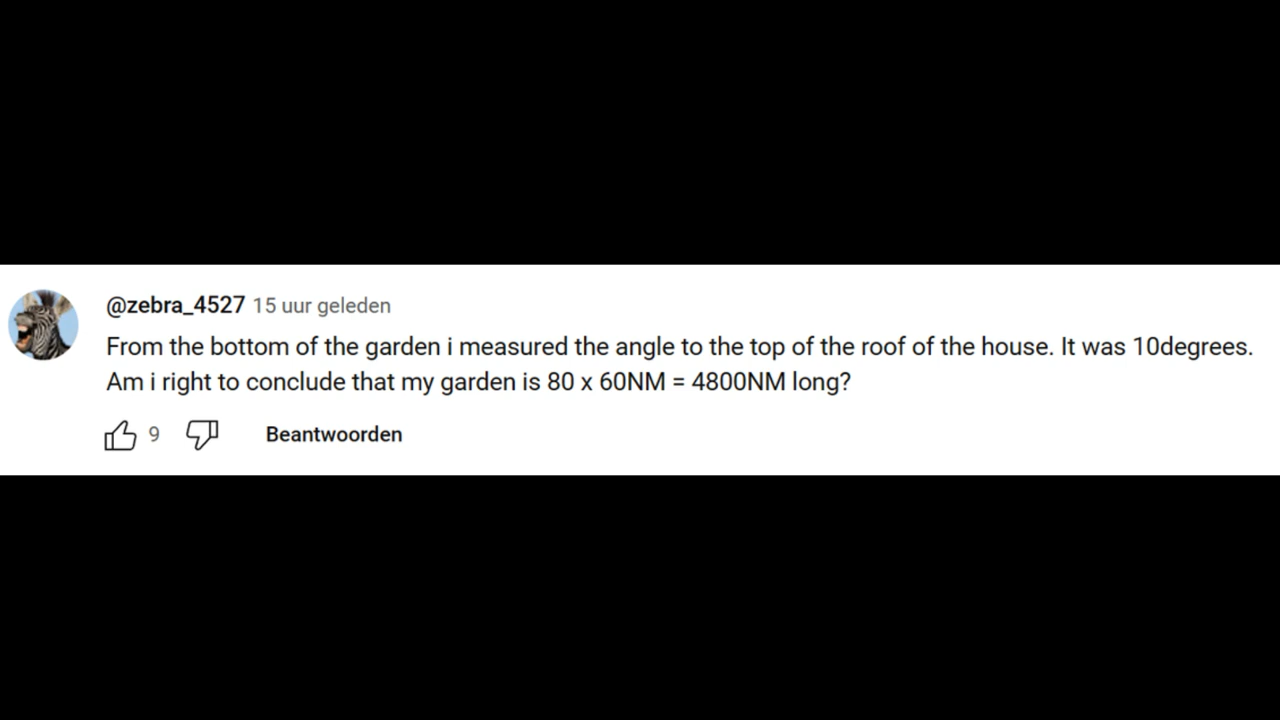 @zebra_4527 15 uur geleden
From the bottom of the garden i measured the angle to the top of the roof of the house. It was 10degrees.
Am i right to conclude that my garden is 80 x 60NM = 4800NM long?
9 Beantwoorden